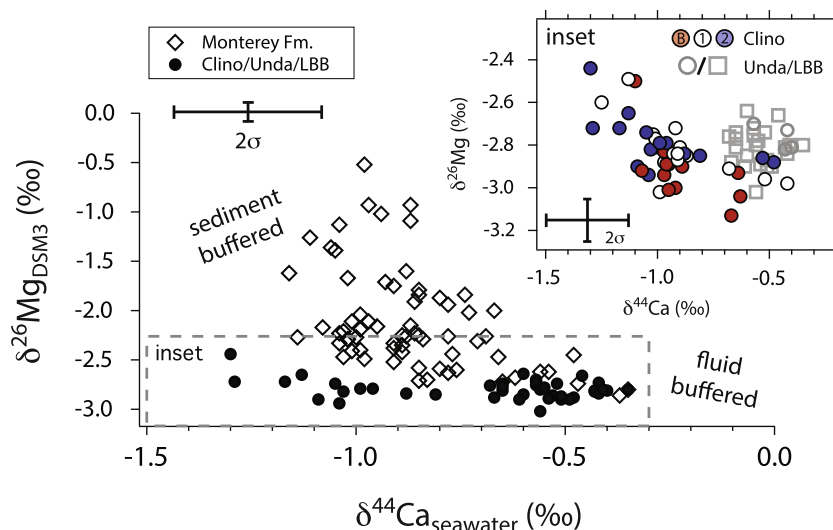 Monterey Fm.
Clino/Unda/LBB
2σ
sediment
buffered
inset
fluid
buffered
0.0
-0.5
-1.0
-1.5
-2.0
-2.5
-3.0
δ²⁶Mg_DSM3 (‰)
-1.5
-1.0
-0.5
0.0
δ⁴⁴Ca_seawater (‰)
inset
B 1 2 Clino
/ Unda/LBB
-2.4
-2.6
-2.8
-3.0
-3.2
δ²⁶Mg (‰)
2σ
-1.5
-1.0
-0.5
δ⁴⁴Ca (‰)